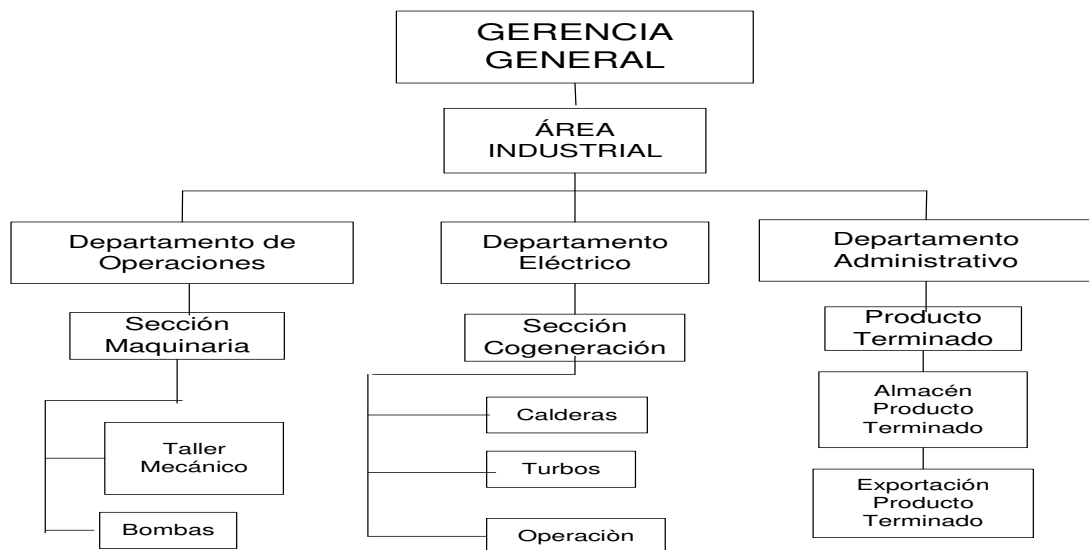 GERENCIA
GENERAL
ÁREA
INDUSTRIAL
Departamento de
Operaciones
Departamento
Eléctrico
Departamento
Administrativo
Sección
Maquinaria
Sección
Cogeneración
Producto
Terminado
Taller
Mecánico
Bombas
Calderas
Turbos
Operaciòn
Almacén
Producto
Terminado
Exportación
Producto
Terminado